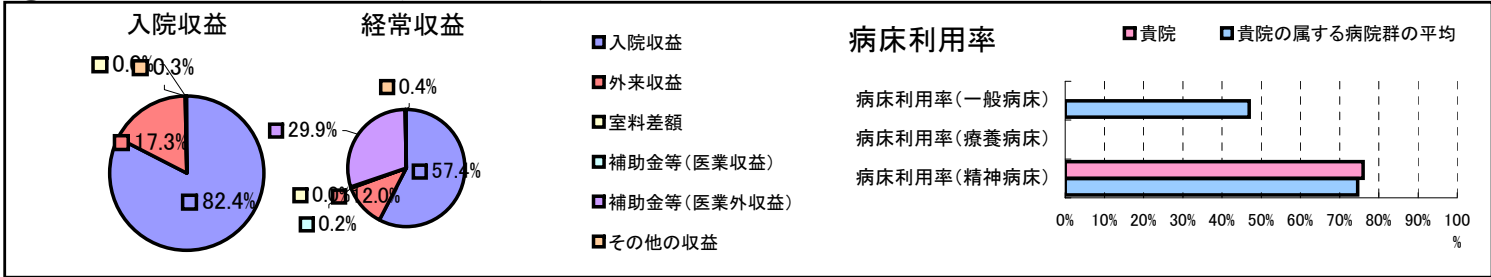 入院収益
0.0%
0.3%
17.3%
82.4%
経常収益
0.4%
29.9%
57.4%
0.0%
12.0%
0.2%
入院収益
外来収益
室料差額
補助金等(医業収益)
補助金等(医業外収益)
その他の収益
病床利用率
貴院
貴院の属する病院群の平均
病床利用率(一般病床)
病床利用率(療養病床)
病床利用率(精神病床)
0% 10% 20% 30% 40% 50% 60% 70% 80% 90% 100
%